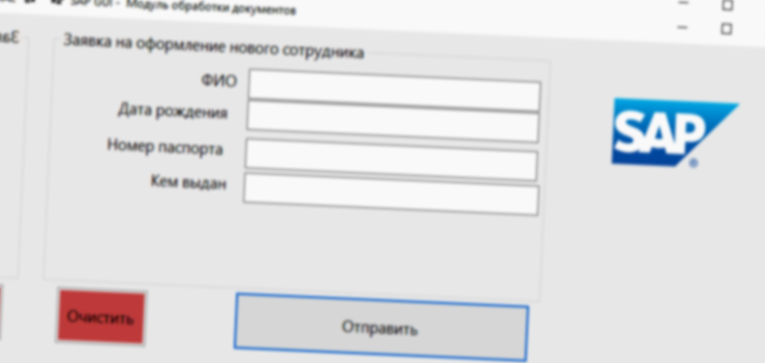 SAP GUI - Модуль обработки документов
Заявка на оформление нового сотрудника
ФИО
Дата рождения
Номер паспорта
Кем выдан
SAP®
Очистить
Отправить